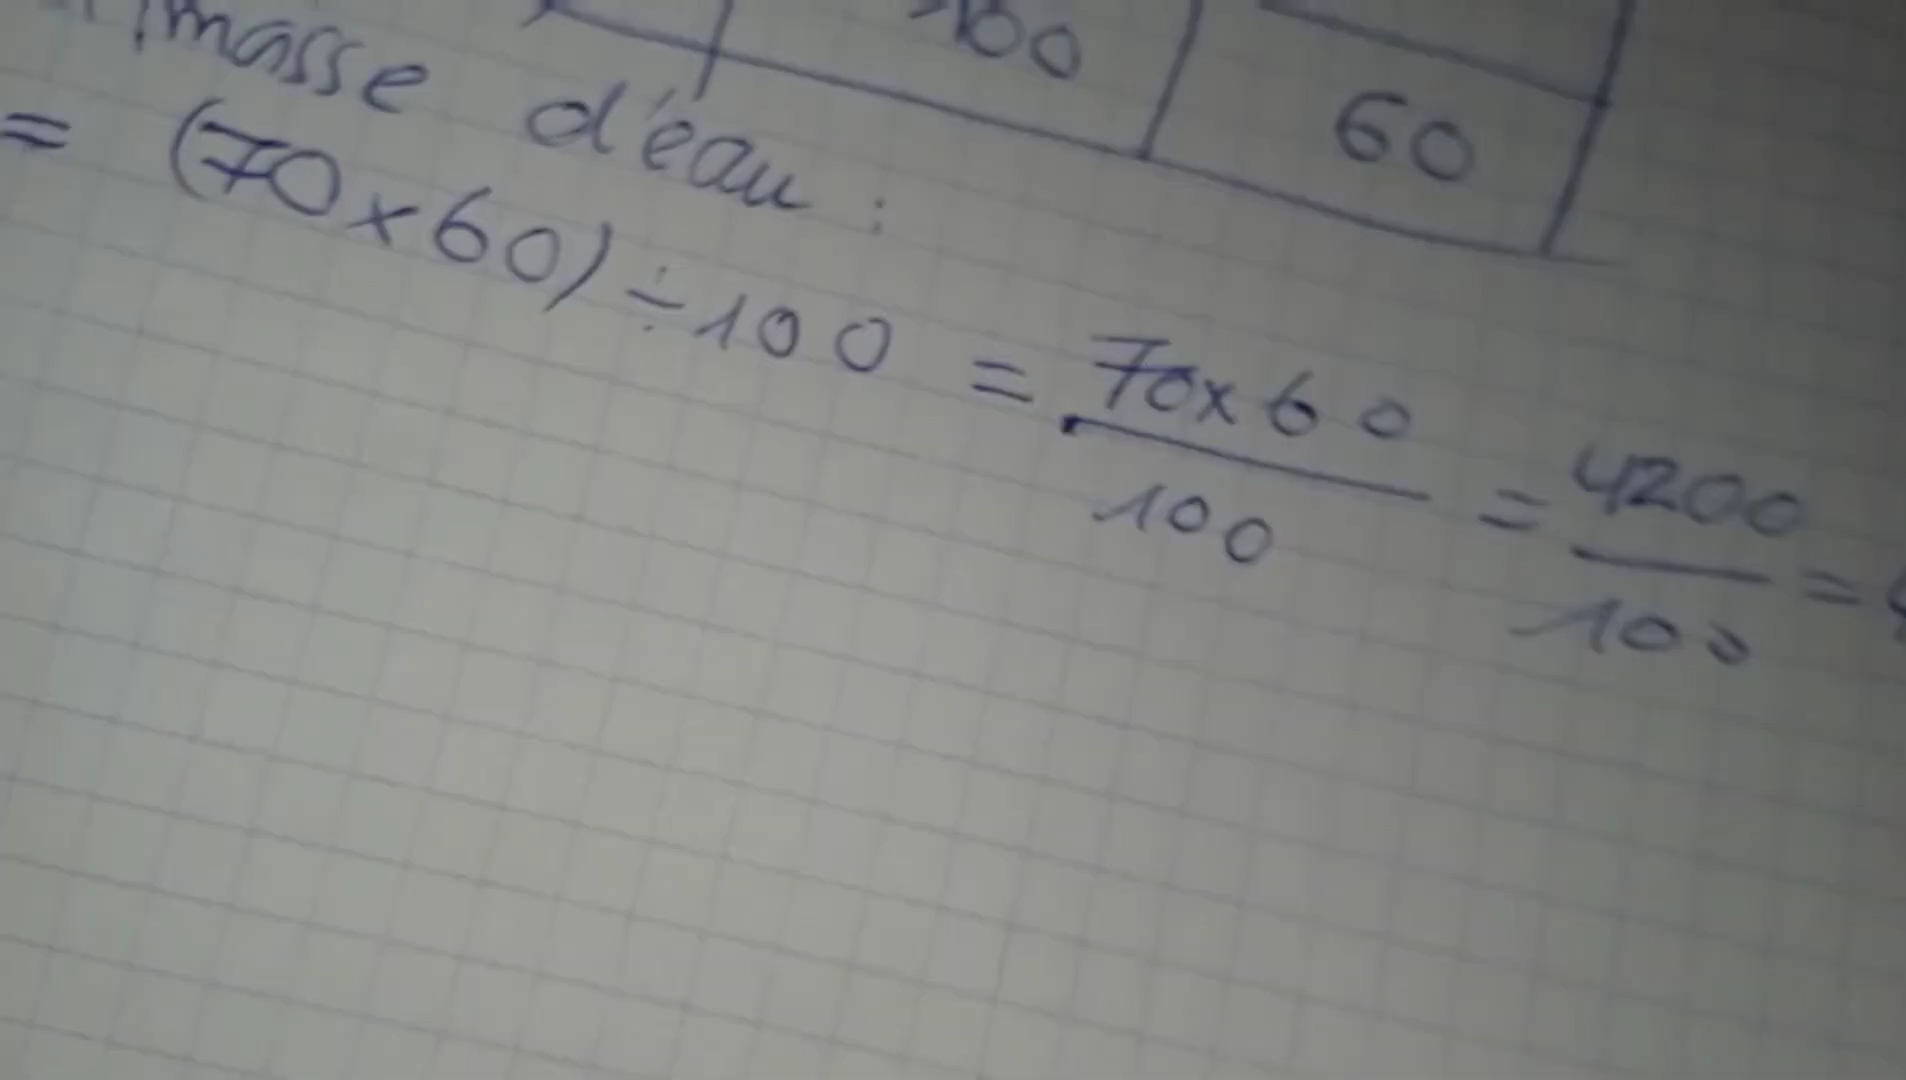 100
60
masse d'eau :
= (70×60) ÷ 100 = 70×60 / 100 = 4200 / 100 =